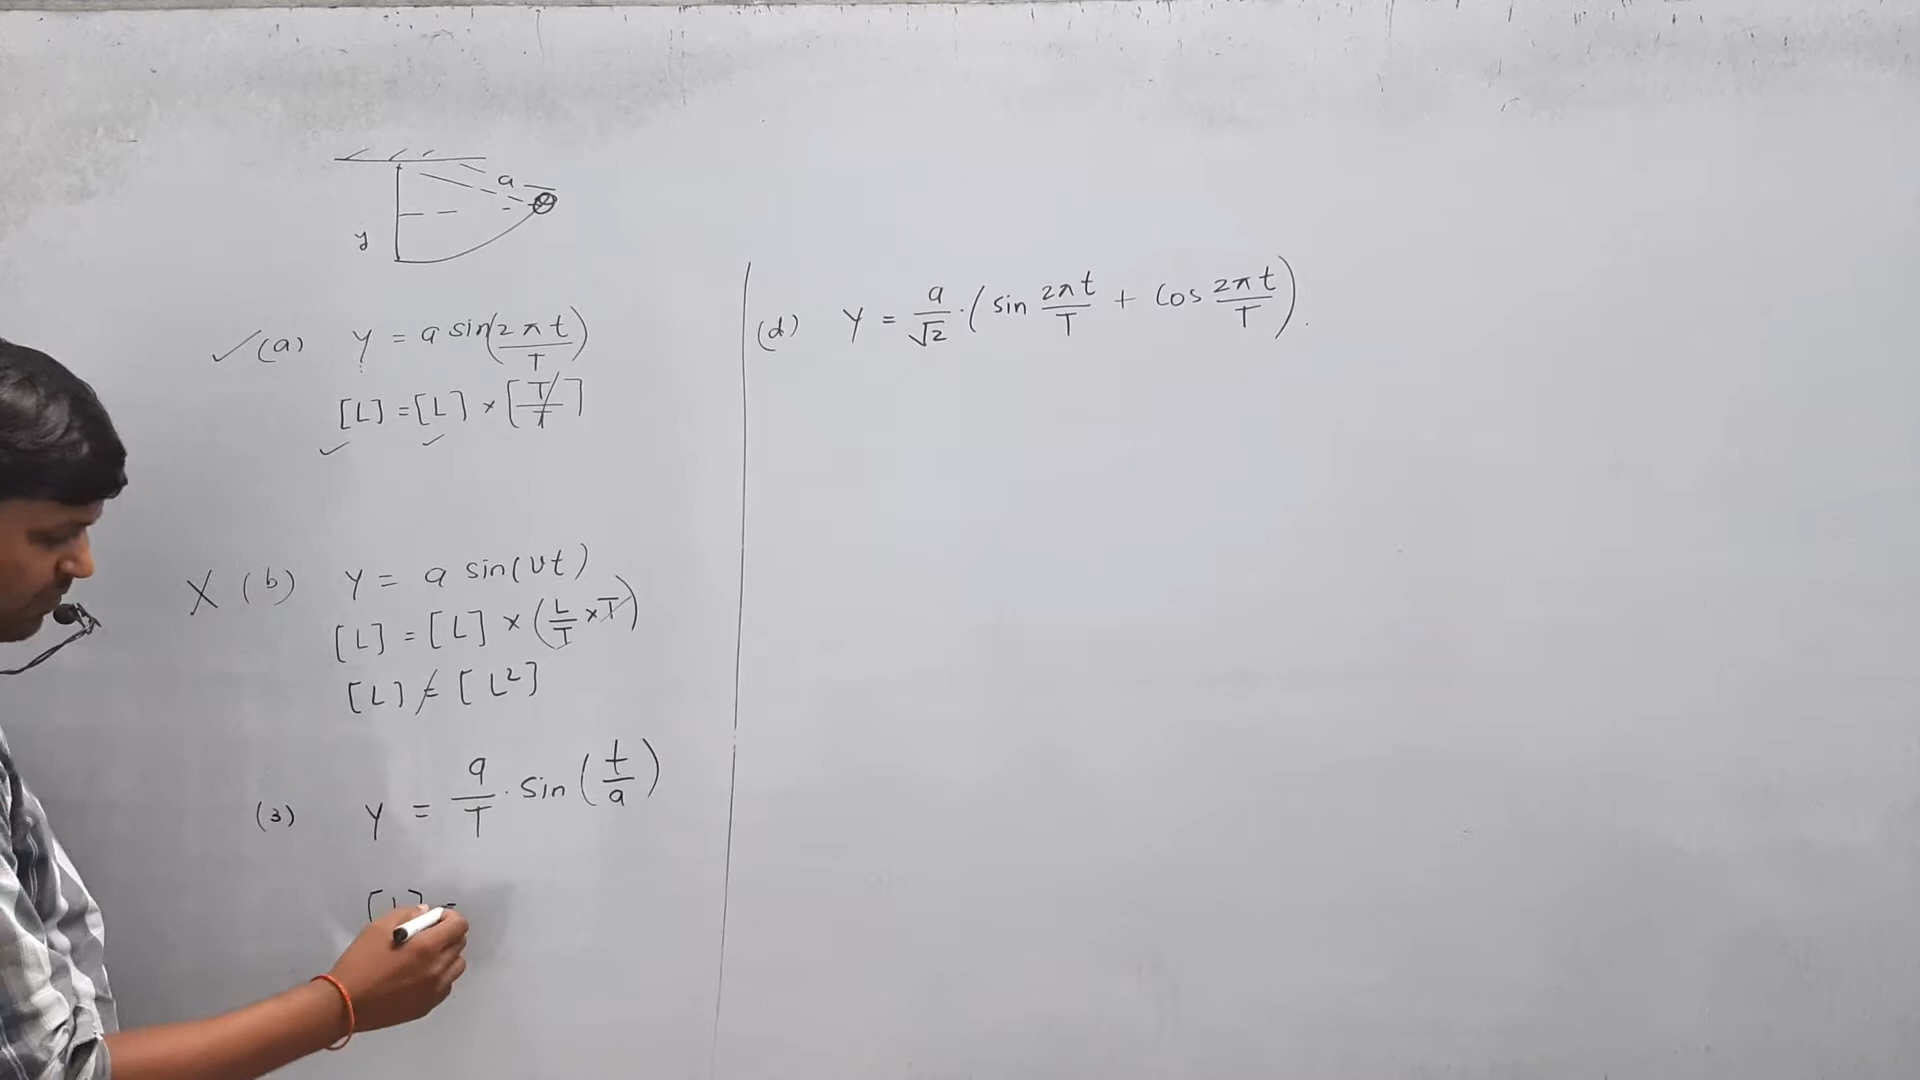 a
y
✓(a) y = a sin(2πt/T)
[L] = [L] × [T/T]
✓ ✓
X (b) y = a sin(vt)
[L] = [L] × (L/T × T)
[L] ≠ [L²]
(3) y = a/T · sin(t/a)
[L] =
(d) y = a/√2 · (sin 2πt/T + cos 2πt/T).